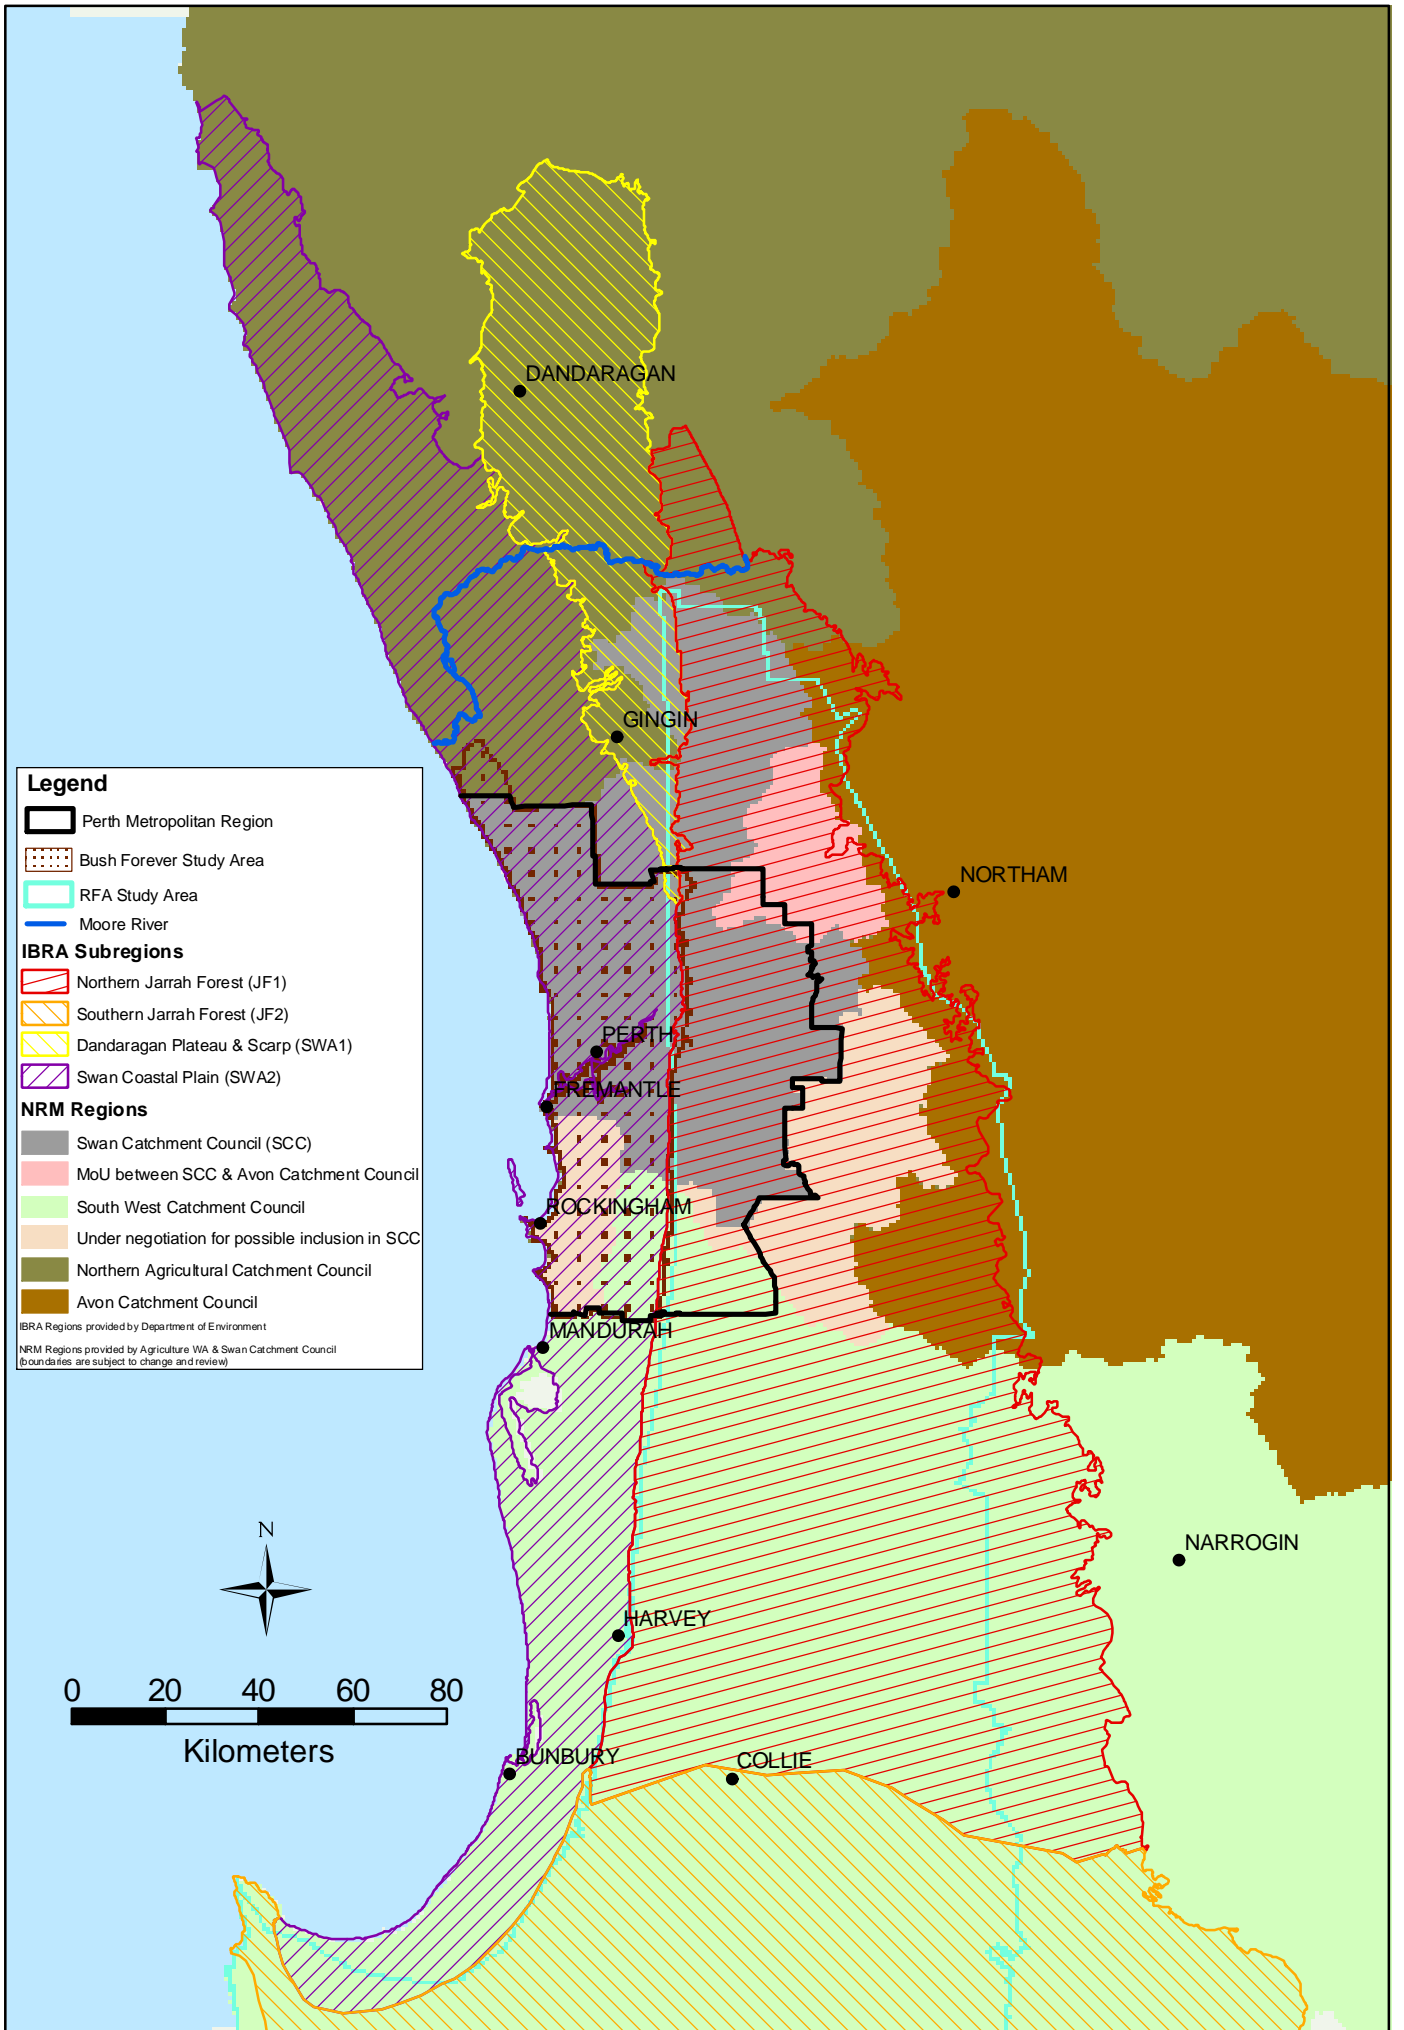 DANDARAGAN
GINGIN
Legend
Perth Metropolitan Region
Bush Forever Study Area
RFA Study Area
Moore River
IBRA Subregions
Northern Jarrah Forest (JF1)
Southern Jarrah Forest (JF2)
Dandaragan Plateau & Scarp (SWA1)
Swan Coastal Plain (SWA2)
NRM Regions
Swan Catchment Council (SCC)
MoU between SCC & Avon Catchment Council
South West Catchment Council
Under negotiation for possible inclusion in SCC
Northern Agricultural Catchment Council
Avon Catchment Council
IBRA Regions provided by Department of Environment
NRM Regions provided by Agriculture WA & Swan Catchment Council
(boundaries are subject to change and review)
NORTHAM
PERTH
FREMANTLE
ROCKINGHAM
MANDURAH
N
NARROGIN
HARVEY
0 20 40 60 80
Kilometers
BUNBURY
COLLIE